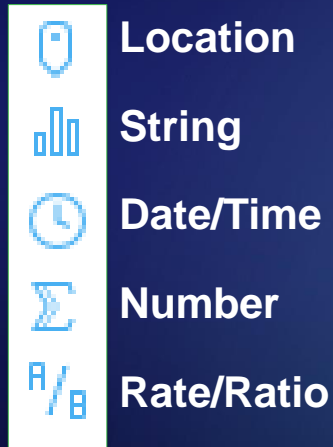 Location
String
Date/Time
Number
A/B Rate/Ratio